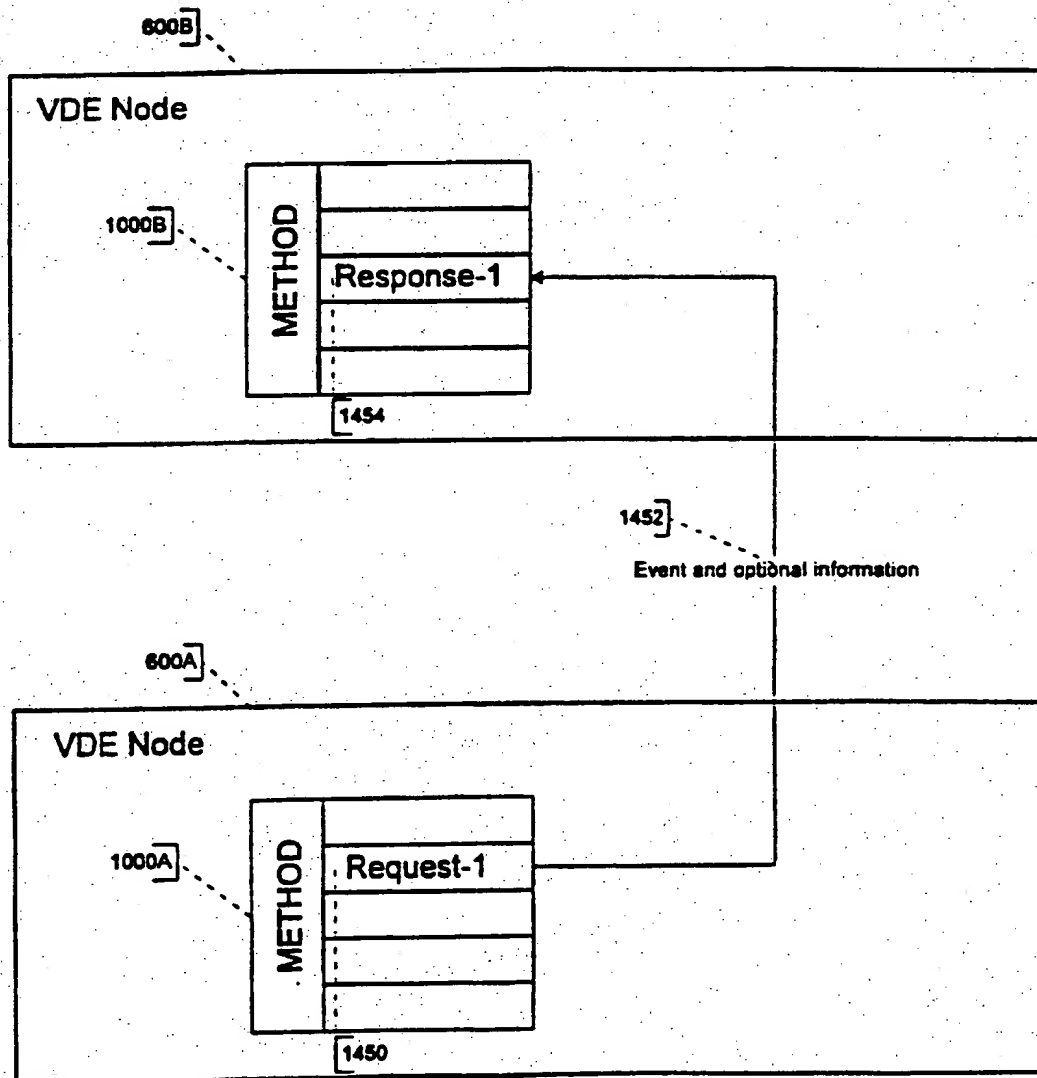 600B
VDE Node
1000B
METHOD
Response-1
1454
1452
Event and optional information
600A
VDE Node
1000A
METHOD
Request-1
1450